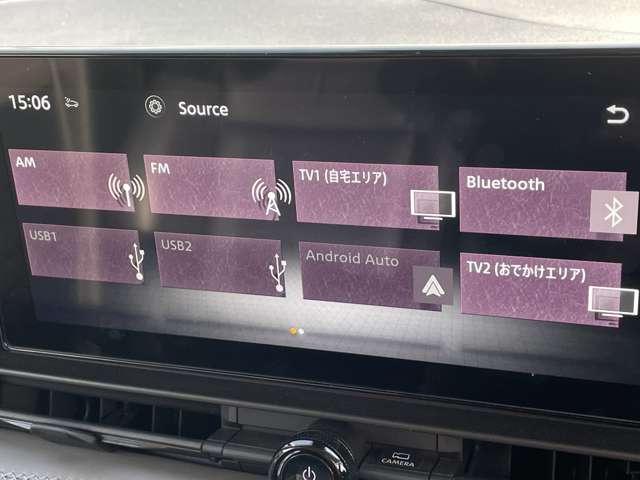 15:06
Source
AM
FM
TV1 (自宅エリア)
Bluetooth
USB1
USB2
Android Auto
TV2 (おでかけエリア)
CAMERA